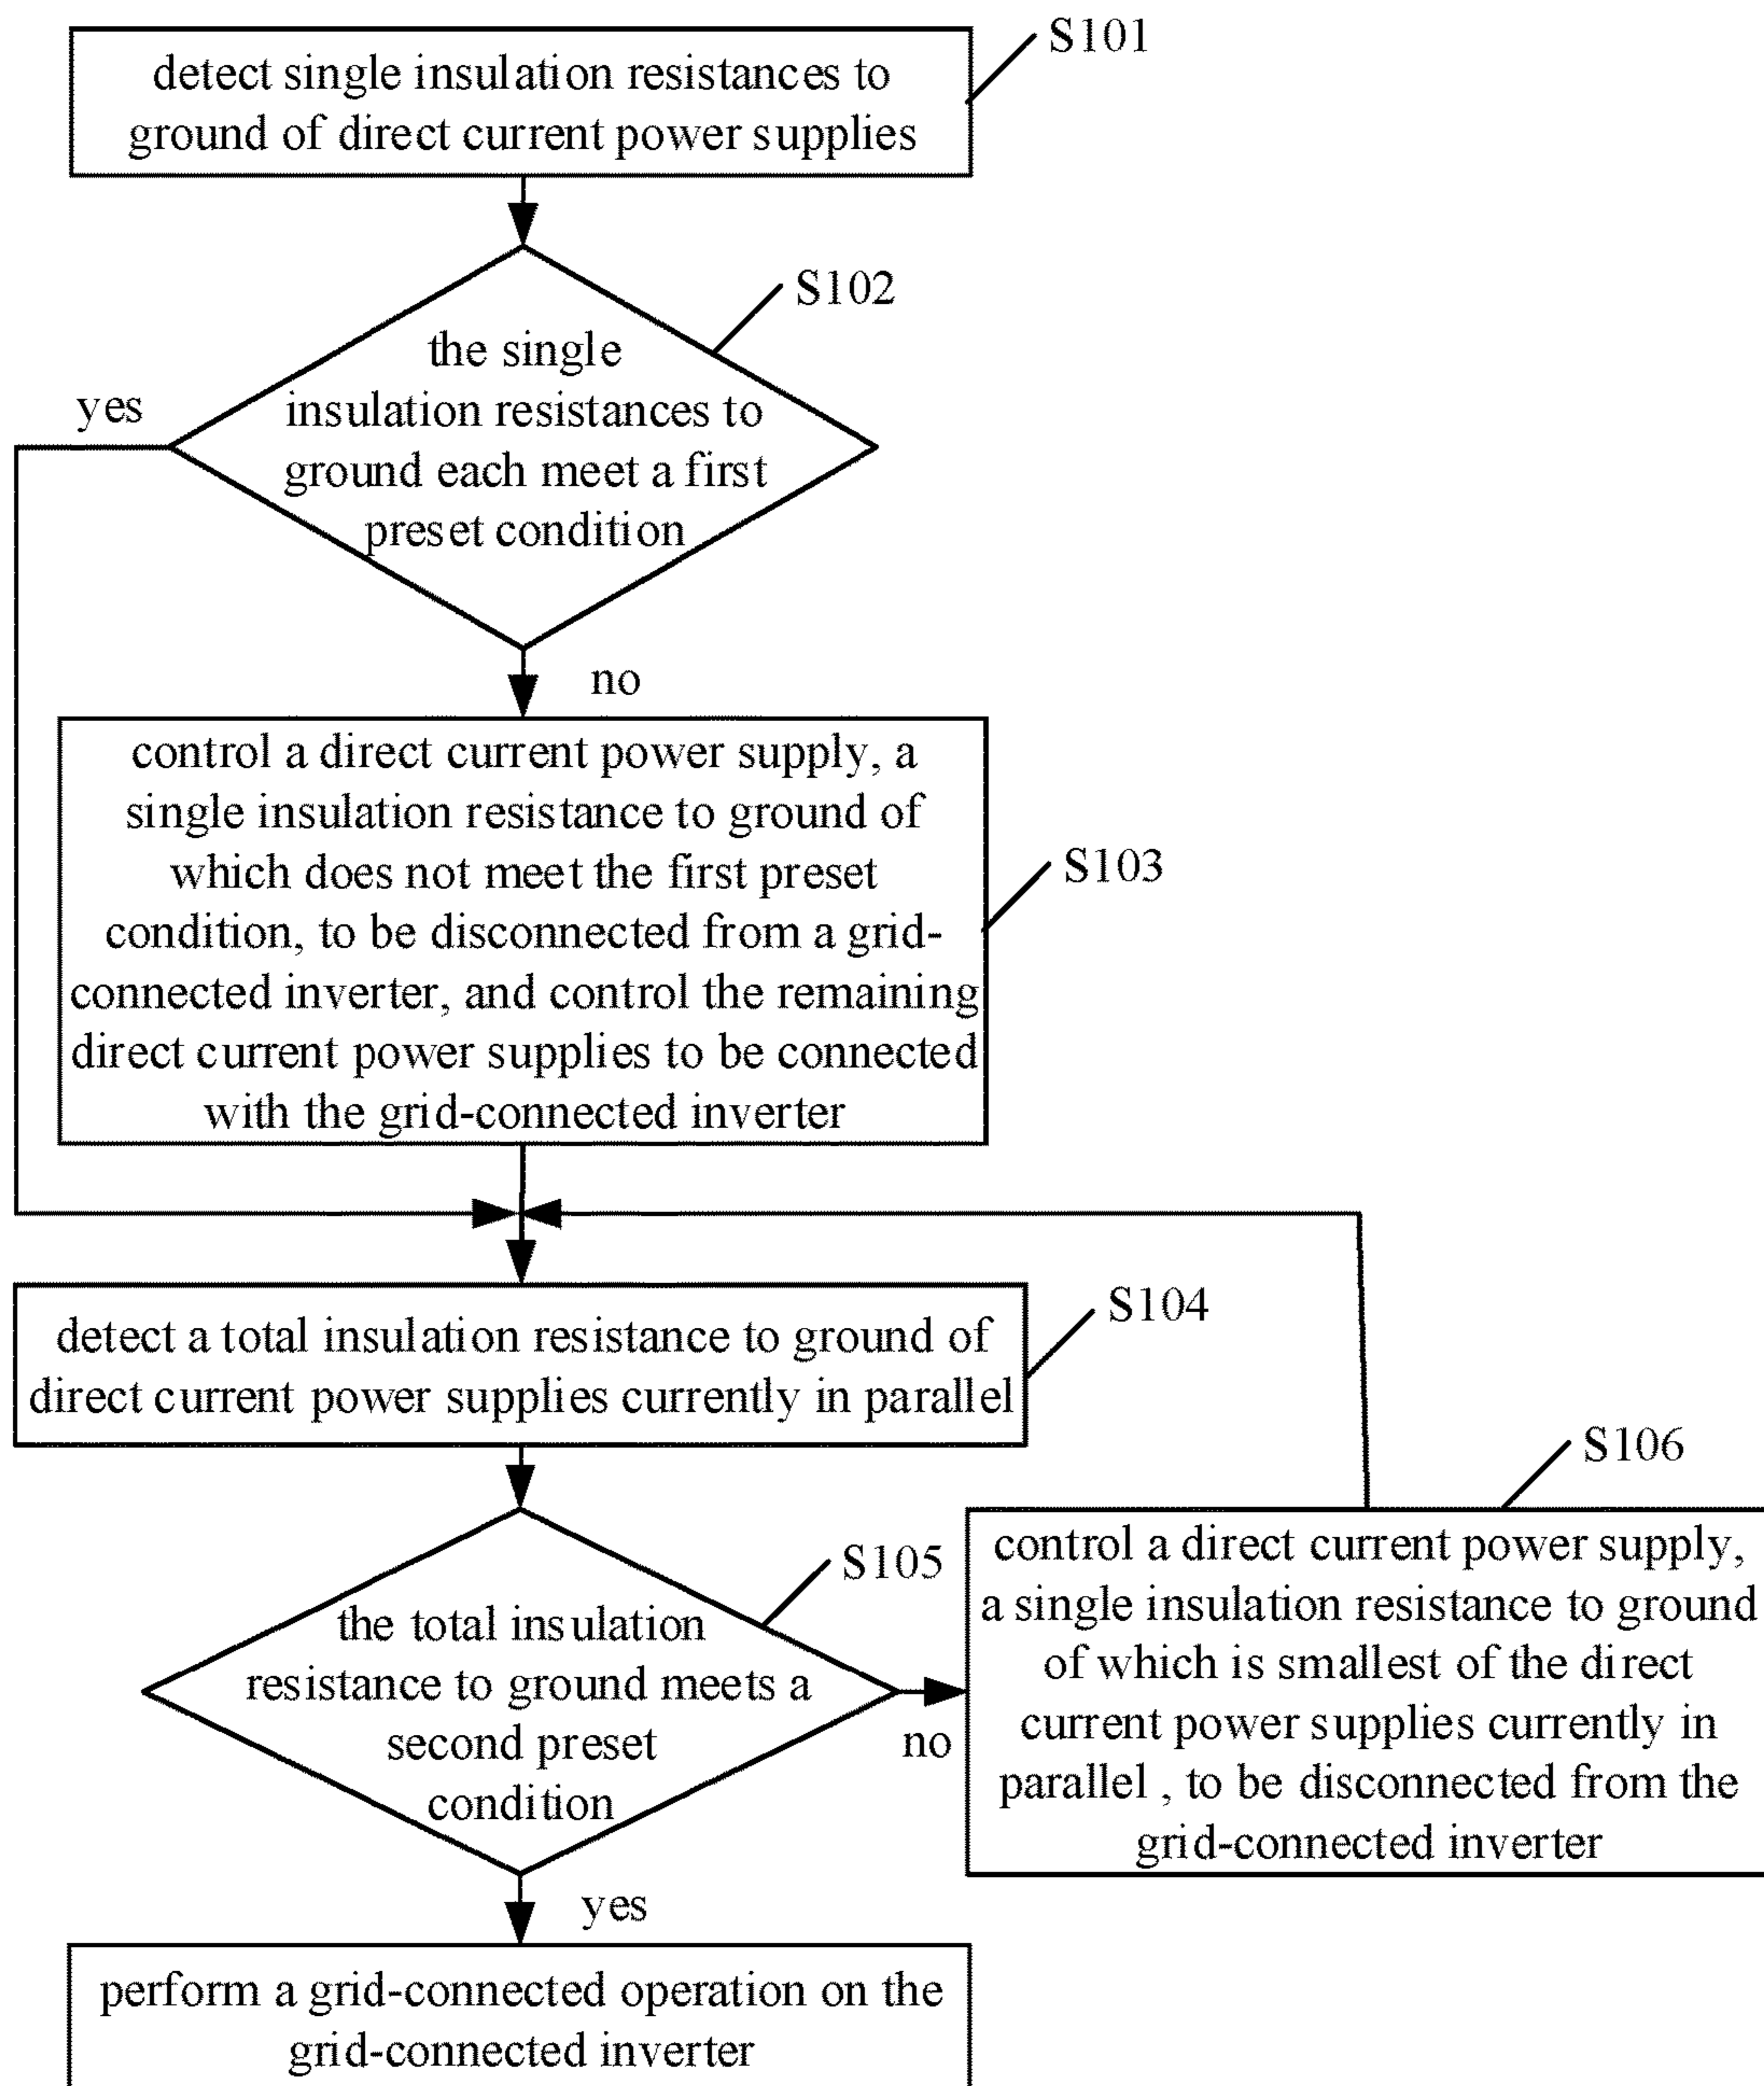 S101
detect single insulation resistances to
ground of direct current power supplies
S102
the single
insulation resistances to
ground each meet a first
preset condition
yes
no
control a direct current power supply, a
single insulation resistance to ground of
which does not meet the first preset
condition, to be disconnected from a grid-
connected inverter, and control the remaining
direct current power supplies to be connected
with the grid-connected inverter
S103
detect a total insulation resistance to ground of
direct current power supplies currently in parallel
S104
S105
the total insulation
resistance to ground meets a
second preset
condition
no
yes
S106
control a direct current power supply,
a single insulation resistance to ground
of which is smallest of the direct
current power supplies currently in
parallel , to be disconnected from the
grid-connected inverter
perform a grid-connected operation on the
grid-connected inverter